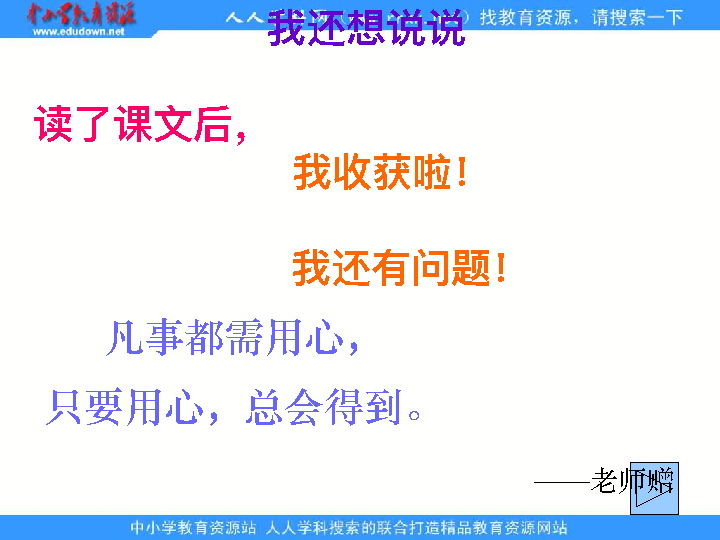 中小学教育资源
www.edudown.net
）找教育资源，请搜索一下
我还想说说
读了课文后，
我收获啦！
我还有问题！
凡事都需用心，
只要用心，总会得到。
——老师赠
中小学教育资源站 人人学科搜索的联合打造精品教育资源网站